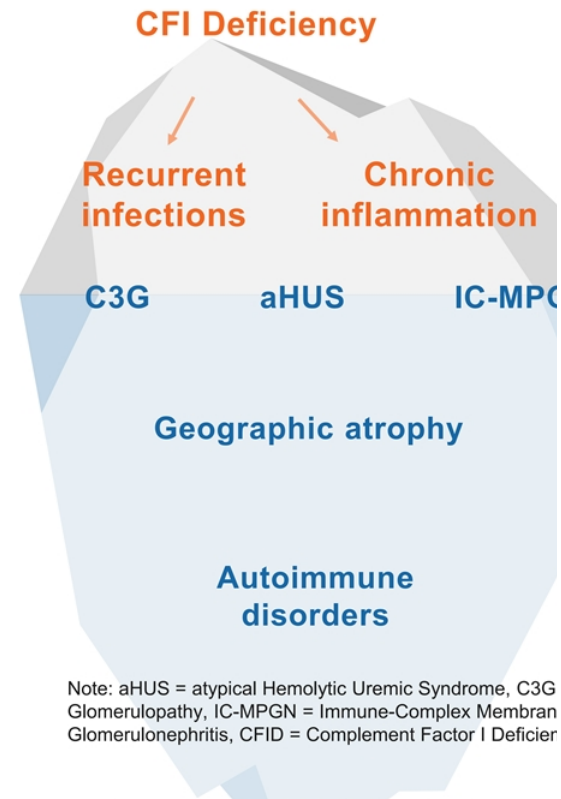 CFI Deficiency
Recurrent infections
Chronic inflammation
C3G aHUS IC-MPG
Geographic atrophy
Autoimmune
disorders
Note: aHUS = atypical Hemolytic Uremic Syndrome, C3G
Glomerulopathy, IC-MPGN = Immune-Complex Membran
Glomerulonephritis, CFID = Complement Factor I Deficien